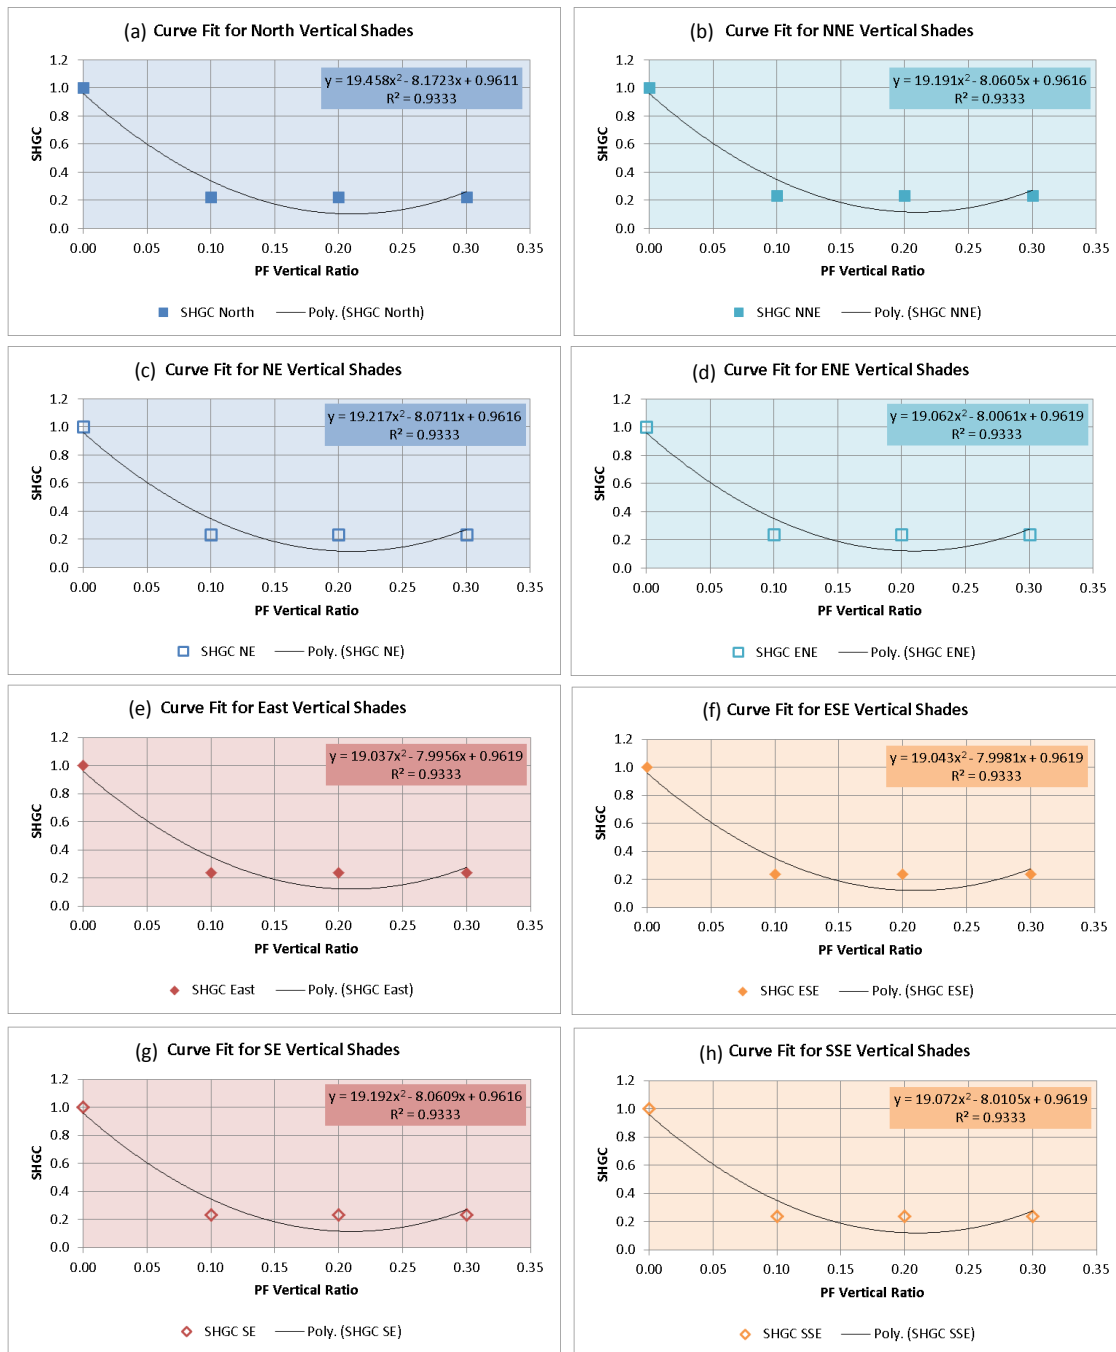 (a) Curve Fit for North Vertical Shades
1.2
1.0
0.8
0.6
0.4
0.2
0.0
SHGC
y = 19.458x² - 8.1723x + 0.9611
R² = 0.9333
0.00 0.05 0.10 0.15 0.20 0.25 0.30 0.35
PF Vertical Ratio
SHGC North Poly. (SHGC North)
(b) Curve Fit for NNE Vertical Shades
1.2
1.0
0.8
0.6
0.4
0.2
0.0
SHGC
y = 19.191x² - 8.0605x + 0.9616
R² = 0.9333
0.00 0.05 0.10 0.15 0.20 0.25 0.30 0.35
PF Vertical Ratio
SHGC NNE Poly. (SHGC NNE)
(c) Curve Fit for NE Vertical Shades
1.2
1.0
0.8
0.6
0.4
0.2
0.0
SHGC
y = 19.217x² - 8.0711x + 0.9616
R² = 0.9333
0.00 0.05 0.10 0.15 0.20 0.25 0.30 0.35
PF Vertical Ratio
SHGC NE Poly. (SHGC NE)
(d) Curve Fit for ENE Vertical Shades
1.2
1.0
0.8
0.6
0.4
0.2
0.0
SHGC
y = 19.062x² - 8.0061x + 0.9619
R² = 0.9333
0.00 0.05 0.10 0.15 0.20 0.25 0.30 0.35
PF Vertical Ratio
SHGC ENE Poly. (SHGC ENE)
(e) Curve Fit for East Vertical Shades
1.2
1.0
0.8
0.6
0.4
0.2
0.0
SHGC
y = 19.037x² - 7.9956x + 0.9619
R² = 0.9333
0.00 0.05 0.10 0.15 0.20 0.25 0.30 0.35
PF Vertical Ratio
SHGC East Poly. (SHGC East)
(f) Curve Fit for ESE Vertical Shades
1.2
1.0
0.8
0.6
0.4
0.2
0.0
SHGC
y = 19.043x² - 7.9981x + 0.9619
R² = 0.9333
0.00 0.05 0.10 0.15 0.20 0.25 0.30 0.35
PF Vertical Ratio
SHGC ESE Poly. (SHGC ESE)
(g) Curve Fit for SE Vertical Shades
1.2
1.0
0.8
0.6
0.4
0.2
0.0
SHGC
y = 19.192x² - 8.0609x + 0.9616
R² = 0.9333
0.00 0.05 0.10 0.15 0.20 0.25 0.30 0.35
PF Vertical Ratio
SHGC SE Poly. (SHGC SE)
(h) Curve Fit for SSE Vertical Shades
1.2
1.0
0.8
0.6
0.4
0.2
0.0
SHGC
y = 19.072x² - 8.0105x + 0.9619
R² = 0.9333
0.00 0.05 0.10 0.15 0.20 0.25 0.30 0.35
PF Vertical Ratio
SHGC SSE Poly. (SHGC SSE)